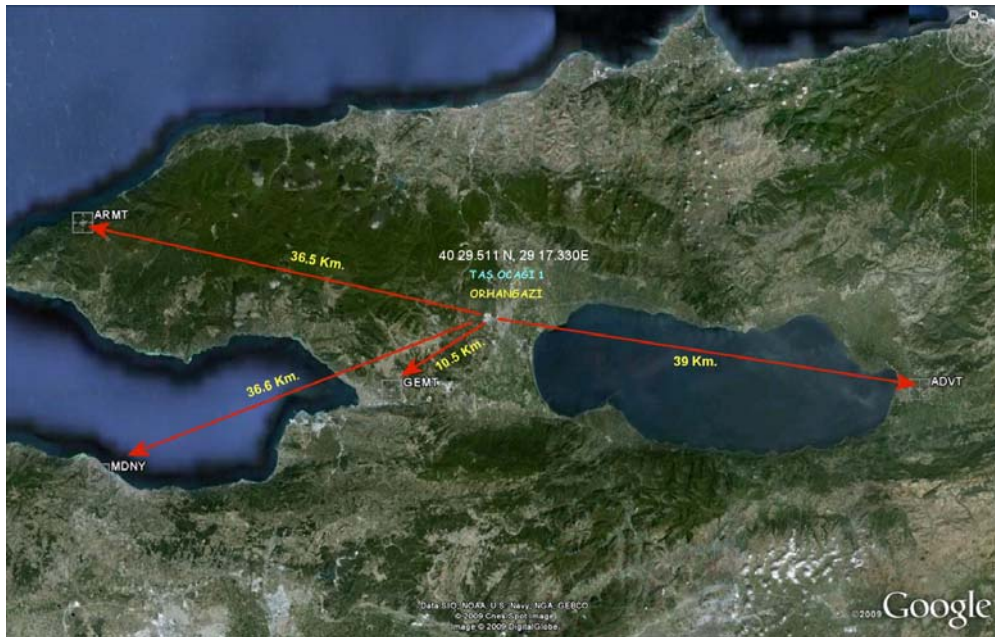 ARMT
36.5 Km.
40 29.511 N, 29 17.330E
TAŞ OCAĞI 1
ORHANGAZİ
10.5 Km.
GEMT
36.6 Km.
39 Km.
ADVT
MDNY
Data SIO, NOAA, U.S. Navy, NGA, GEBCO
© 2009 Cnes/Spot Image
Image © 2009 DigitalGlobe
©2009 Google